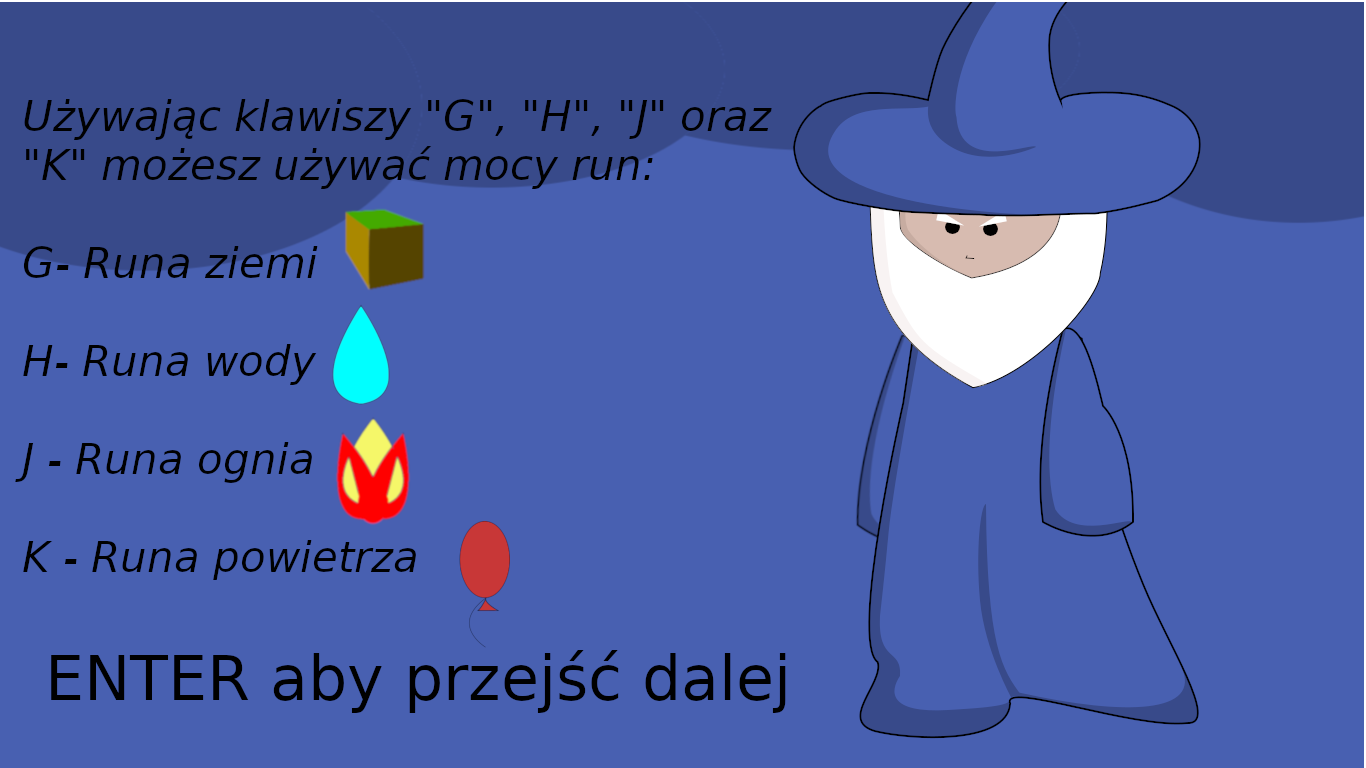 Używając klawiszy "G", "H", "J" oraz
"K" możesz używać mocy run:
G- Runa ziemi
H- Runa wody
J - Runa ognia
K - Runa powietrza
ENTER aby przejść dalej